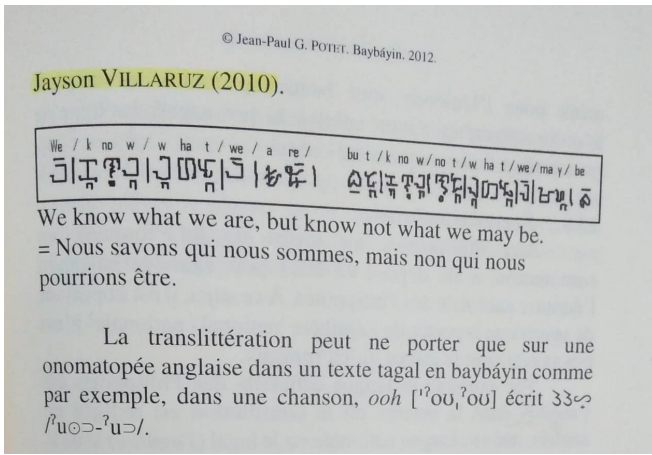 © Jean-Paul G. POTET. Baybáyin. 2012.
Jayson VILLARUZ (2010).
We / k no w / w ha t / we / a re / bu t / k no w / no t / w ha t / we / ma y / be
We know what we are, but know not what we may be.
= Nous savons qui nous sommes, mais non qui nous
pourrions être.
La translittération peut ne porter que sur une
onomatopée anglaise dans un texte tagal en baybáyin comme
par exemple, dans une chanson, ooh [ˈˀoʊˌˀoʊ] écrit
/ˀu⊙⊃-ˀu⊃/.